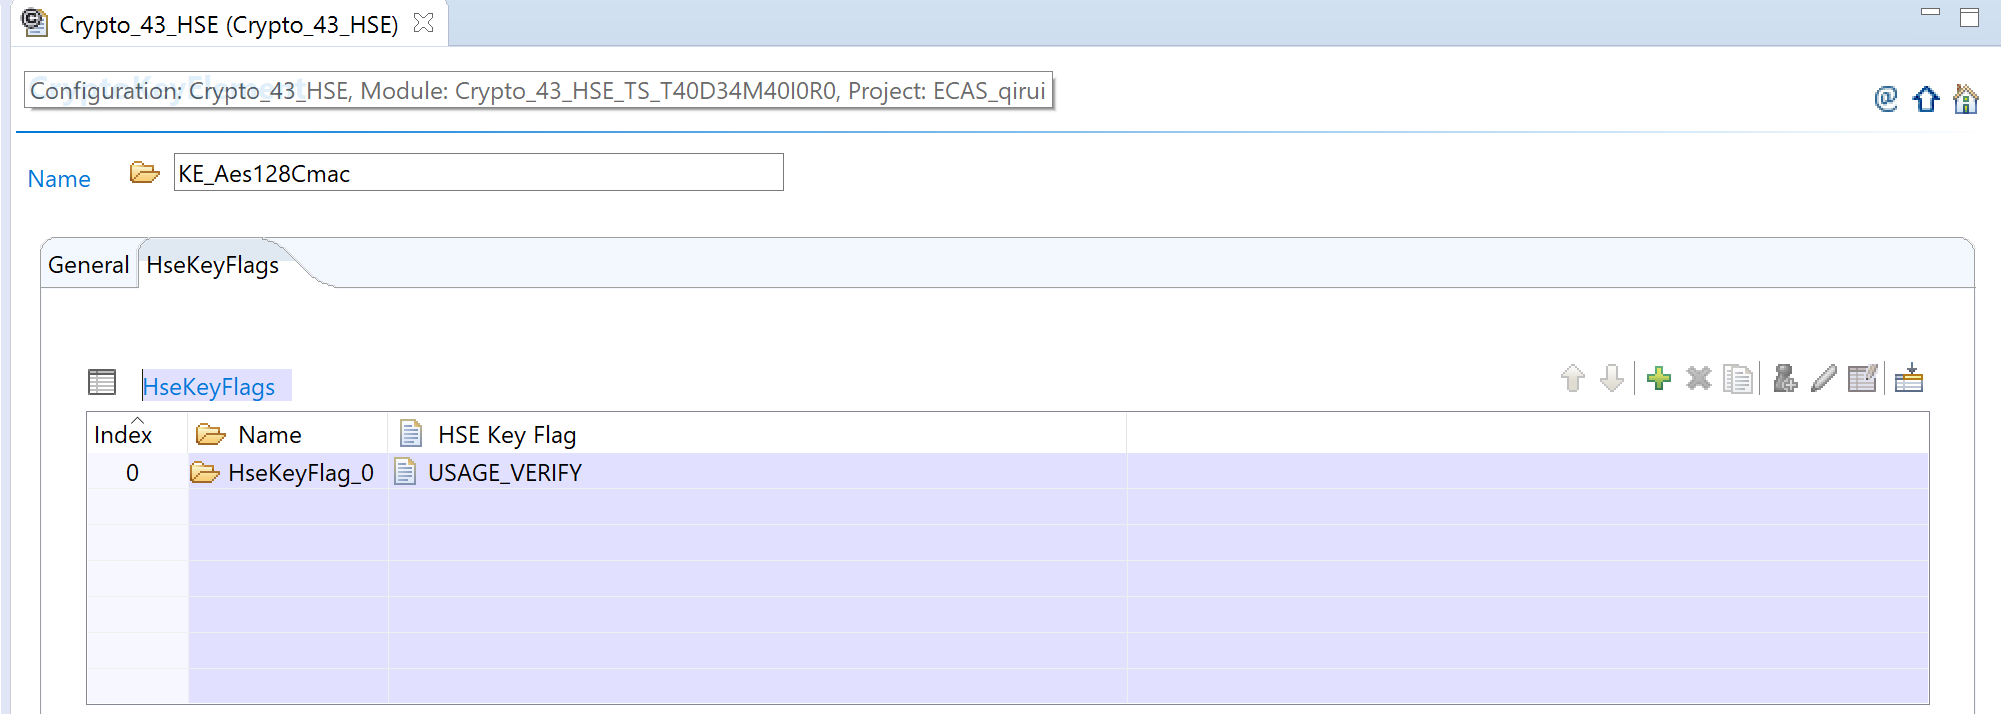 Crypto_43_HSE (Crypto_43_HSE)
CryptoKeyElement
Configuration: Crypto_43_HSE, Module: Crypto_43_HSE_TS_T40D34M40I0R0, Project: ECAS_qirui
Name KE_Aes128Cmac
General HseKeyFlags
HseKeyFlags
Index Name HSE Key Flag
0 HseKeyFlag_0 USAGE_VERIFY